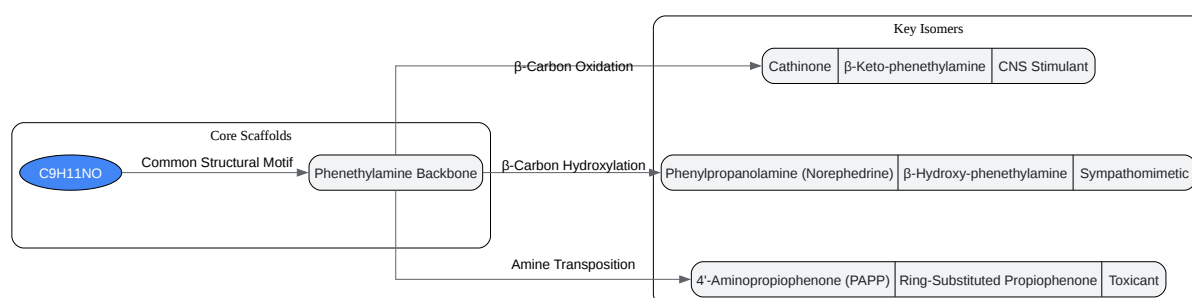 Key Isomers
β-Carbon Oxidation
Cathinone
β-Keto-phenethylamine
CNS Stimulant
Core Scaffolds
C9H11NO
Common Structural Motif
Phenethylamine Backbone
β-Carbon Hydroxylation
Phenylpropanolamine (Norephedrine)
β-Hydroxy-phenethylamine
Sympathomimetic
Amine Transposition
4'-Aminopropiophenone (PAPP)
Ring-Substituted Propiophenone
Toxicant